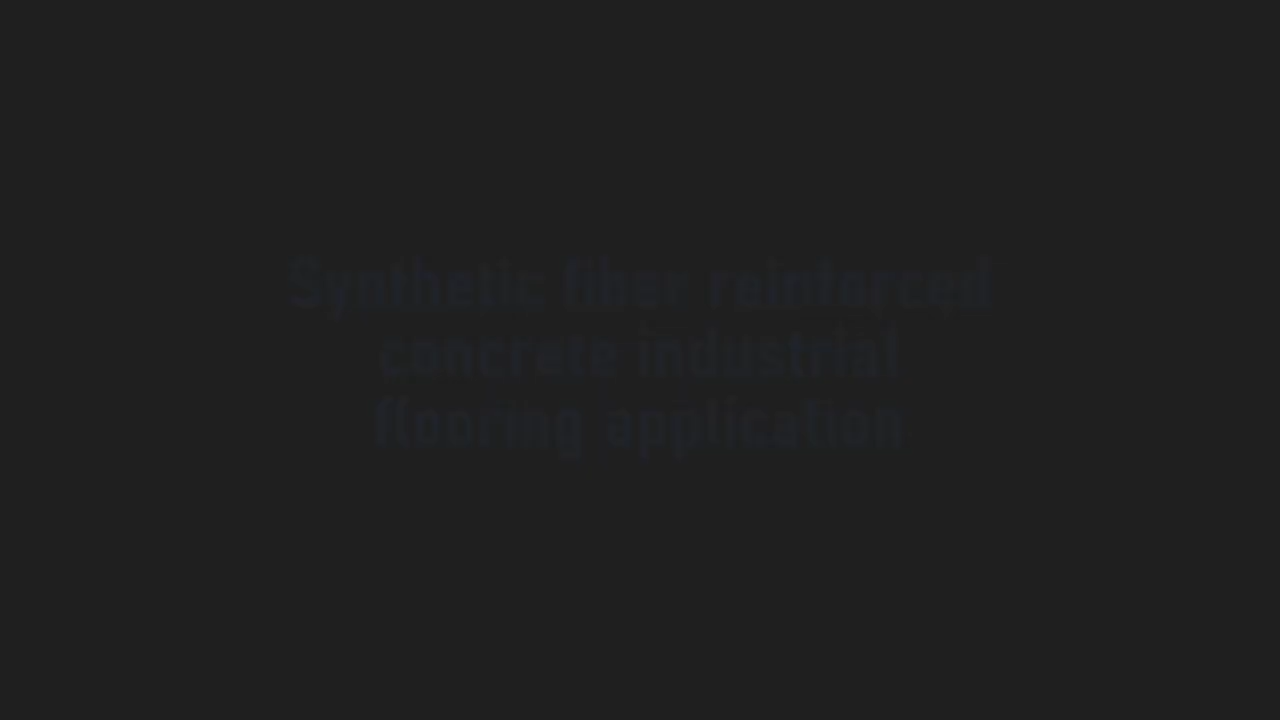 Synthetic fiber reinforced
concrete industrial
flooring application